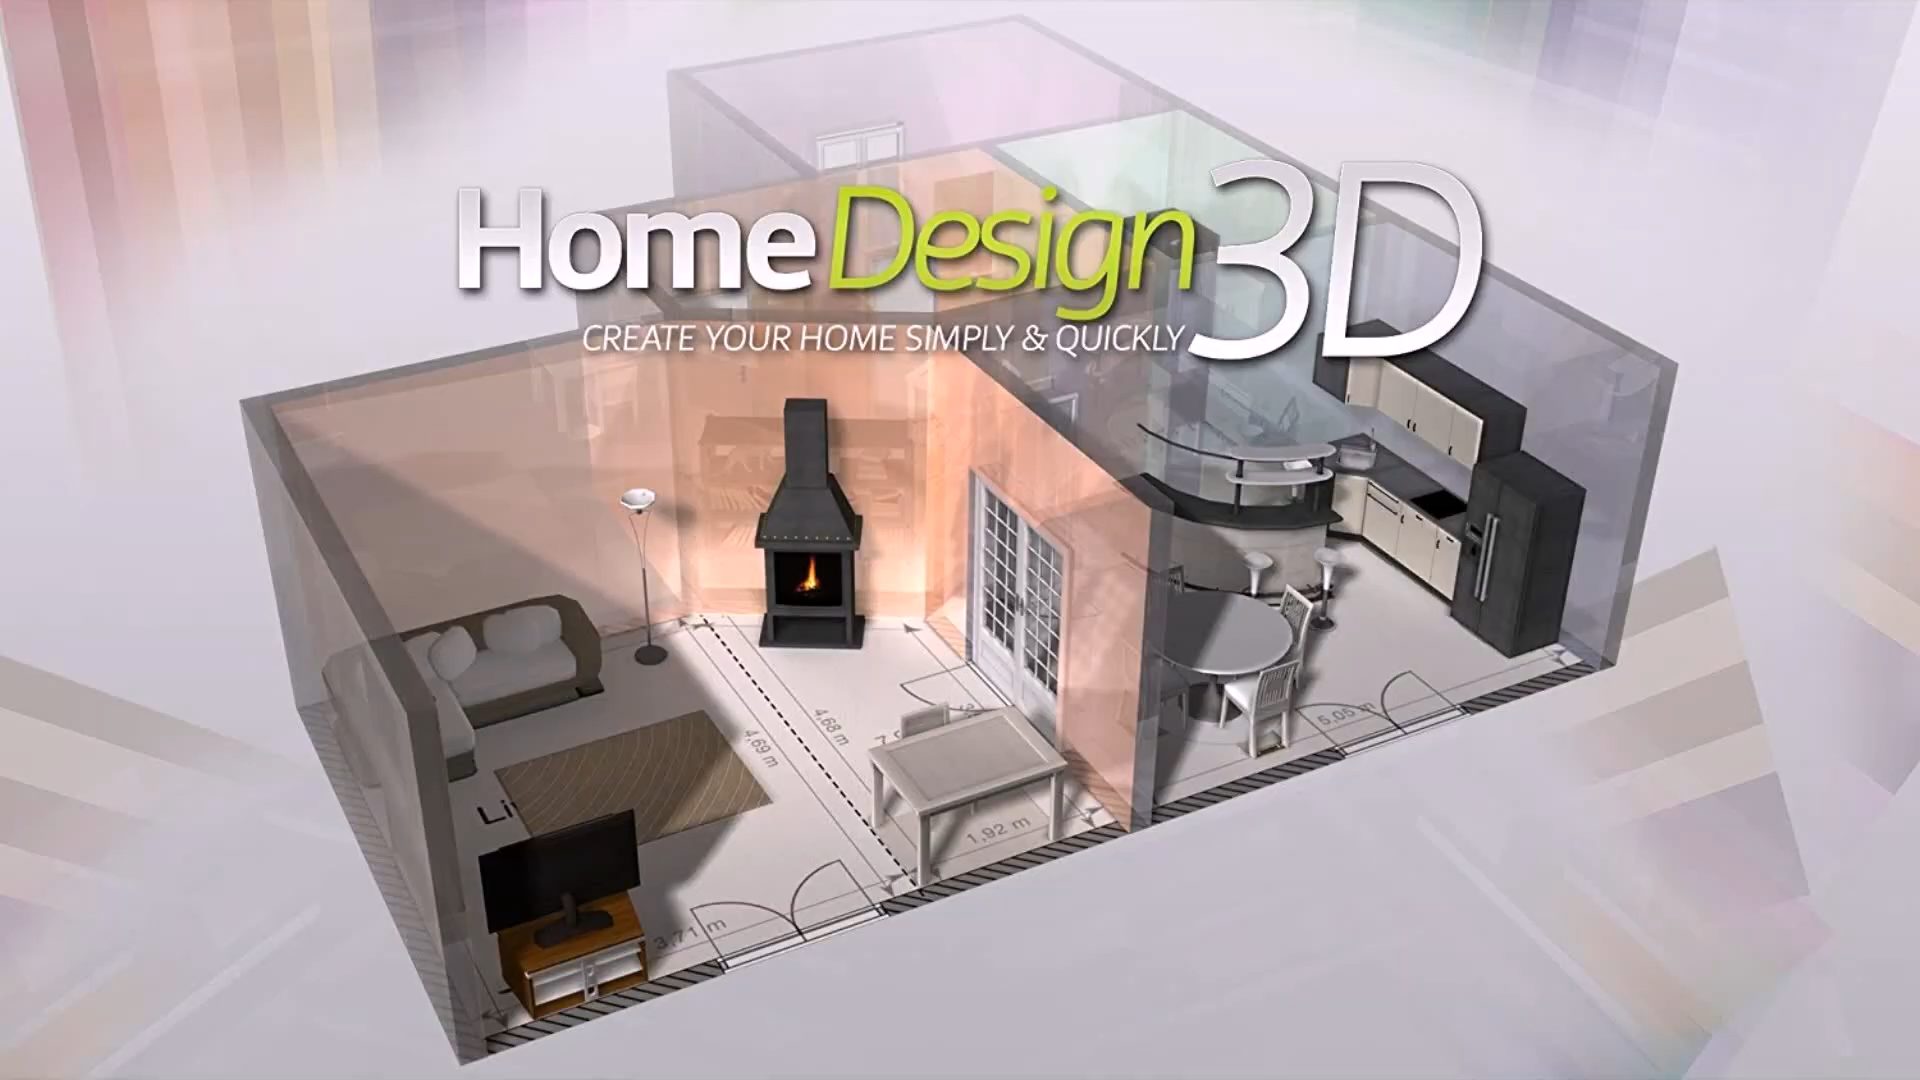 Home Design 3D
CREATE YOUR HOME SIMPLY & QUICKLY
4,68 m
4,69 m
5,05 m
1,92 m
3,71 m